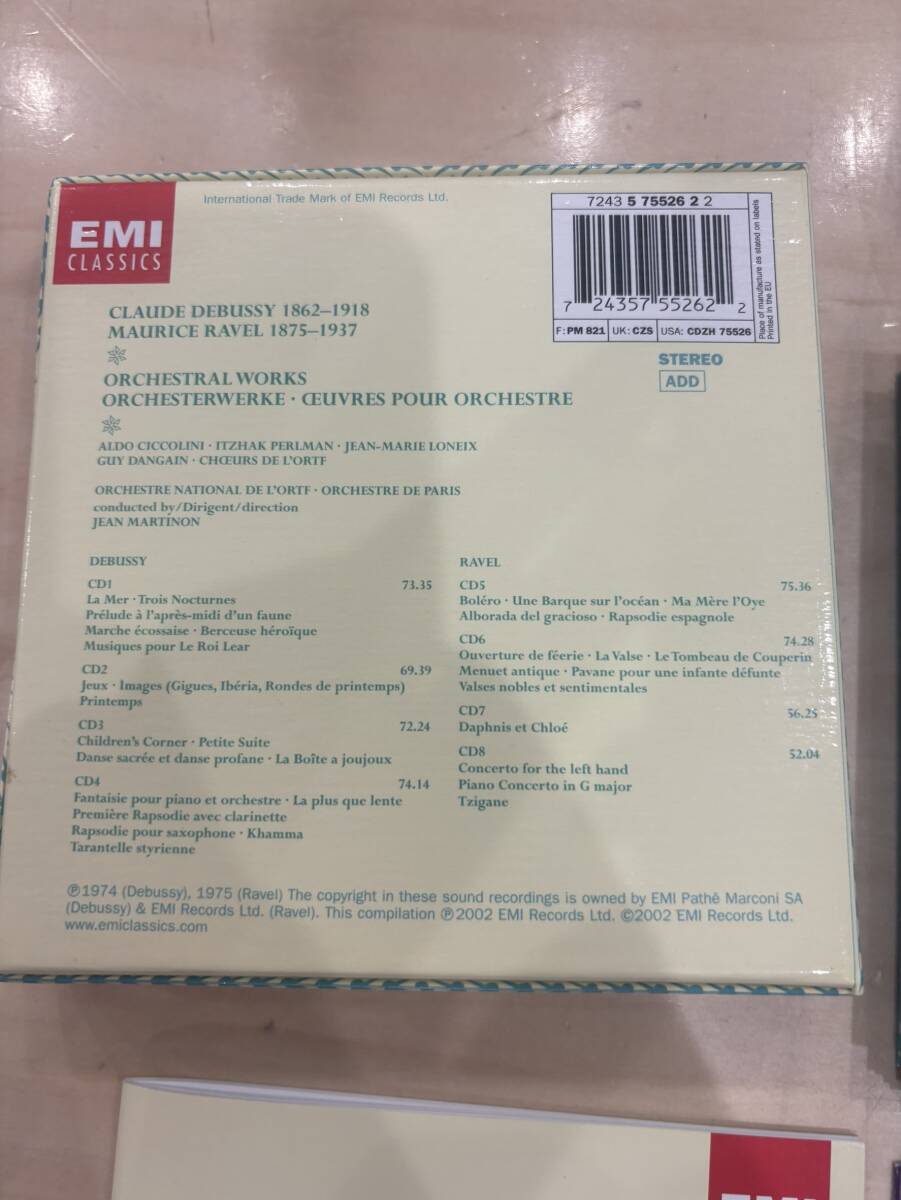 EMI
CLASSICS
International Trade Mark of EMI Records Ltd.
7243 5 75526 2 2
7 24357 55262 2
F: PM 821 UK: CZS USA: CDZH 75526
Place of manufacture as stated on labels
Printed in the EU
STEREO
ADD
CLAUDE DEBUSSY 1862–1918
MAURICE RAVEL 1875–1937
ORCHESTRAL WORKS
ORCHESTERWERKE · ŒUVRES POUR ORCHESTRE
ALDO CICCOLINI · ITZHAK PERLMAN · JEAN-MARIE LONEIX
GUY DANGAIN · CHŒURS DE L'ORTF
ORCHESTRE NATIONAL DE L'ORTF · ORCHESTRE DE PARIS
conducted by/Dirigent/direction
JEAN MARTINON
DEBUSSY
CD1 73.35
La Mer · Trois Nocturnes
Prélude à l'après-midi d'un faune
Marche écossaise · Berceuse héroïque
Musiques pour Le Roi Lear
CD2 69.39
Jeux · Images (Gigues, Ibéria, Rondes de printemps)
Printemps
CD3 72.24
Children's Corner · Petite Suite
Danse sacrée et danse profane · La Boîte a joujoux
CD4 74.14
Fantaisie pour piano et orchestre · La plus que lente
Première Rapsodie avec clarinette
Rapsodie pour saxophone · Khamma
Tarantelle styrienne
RAVEL
CD5 75.36
Boléro · Une Barque sur l'océan · Ma Mère l'Oye
Alborada del gracioso · Rapsodie espagnole
CD6 74.28
Ouverture de féerie · La Valse · Le Tombeau de Couperin
Menuet antique · Pavane pour une infante défunte
Valses nobles et sentimentales
CD7 56.25
Daphnis et Chloé
CD8 52.04
Concerto for the left hand
Piano Concerto in G major
Tzigane
℗1974 (Debussy), 1975 (Ravel) The copyright in these sound recordings is owned by EMI Pathé Marconi SA
(Debussy) & EMI Records Ltd. (Ravel). This compilation ℗2002 EMI Records Ltd. ©2002 EMI Records Ltd.
www.emiclassics.com
EMI